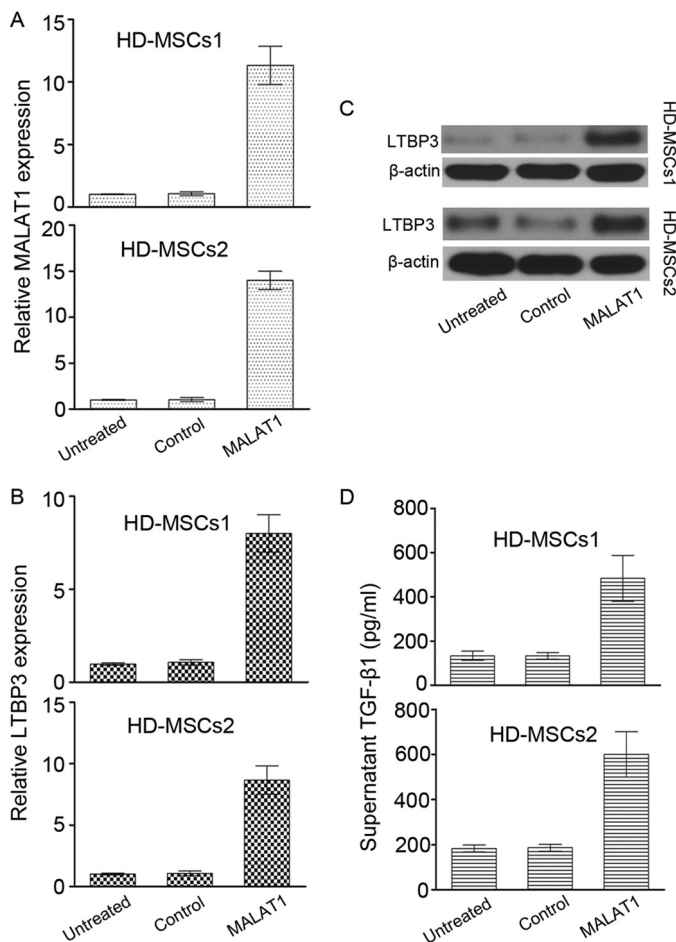 A
Relative MALAT1 expression
15
HD-MSCs1
10
5
0
20
HD-MSCs2
15
10
5
0
Untreated
Control
MALAT1
C
LTBP3
β-actin
HD-MSCs1
LTBP3
β-actin
HD-MSCs2
Untreated
Control
MALAT1
B
Relative LTBP3 expression
10
HD-MSCs1
5
0
15
HD-MSCs2
10
5
0
Untreated
Control
MALAT1
D
Supernatant TGF-β1 (pg/ml)
800
HD-MSCs1
600
400
200
0
800
HD-MSCs2
600
400
200
0
Untreated
Control
MALAT1